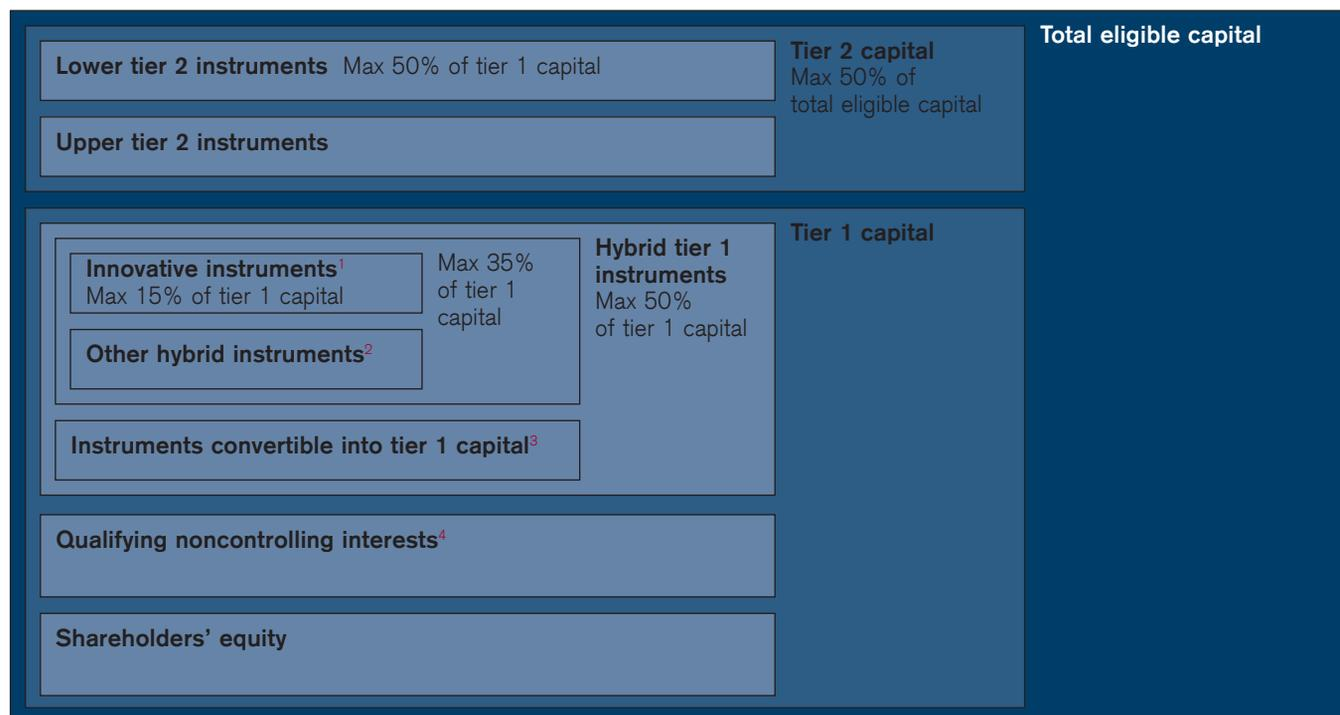 Total eligible capital
Lower tier 2 instruments Max 50% of tier 1 capital
Upper tier 2 instruments
Tier 2 capital
Max 50% of
total eligible capital
Innovative instruments1
Max 15% of tier 1 capital
Other hybrid instruments2
Max 35%
of tier 1
capital
Instruments convertible into tier 1 capital3
Hybrid tier 1
instruments
Max 50%
of tier 1 capital
Tier 1 capital
Qualifying noncontrolling interests4
Shareholders’ equity